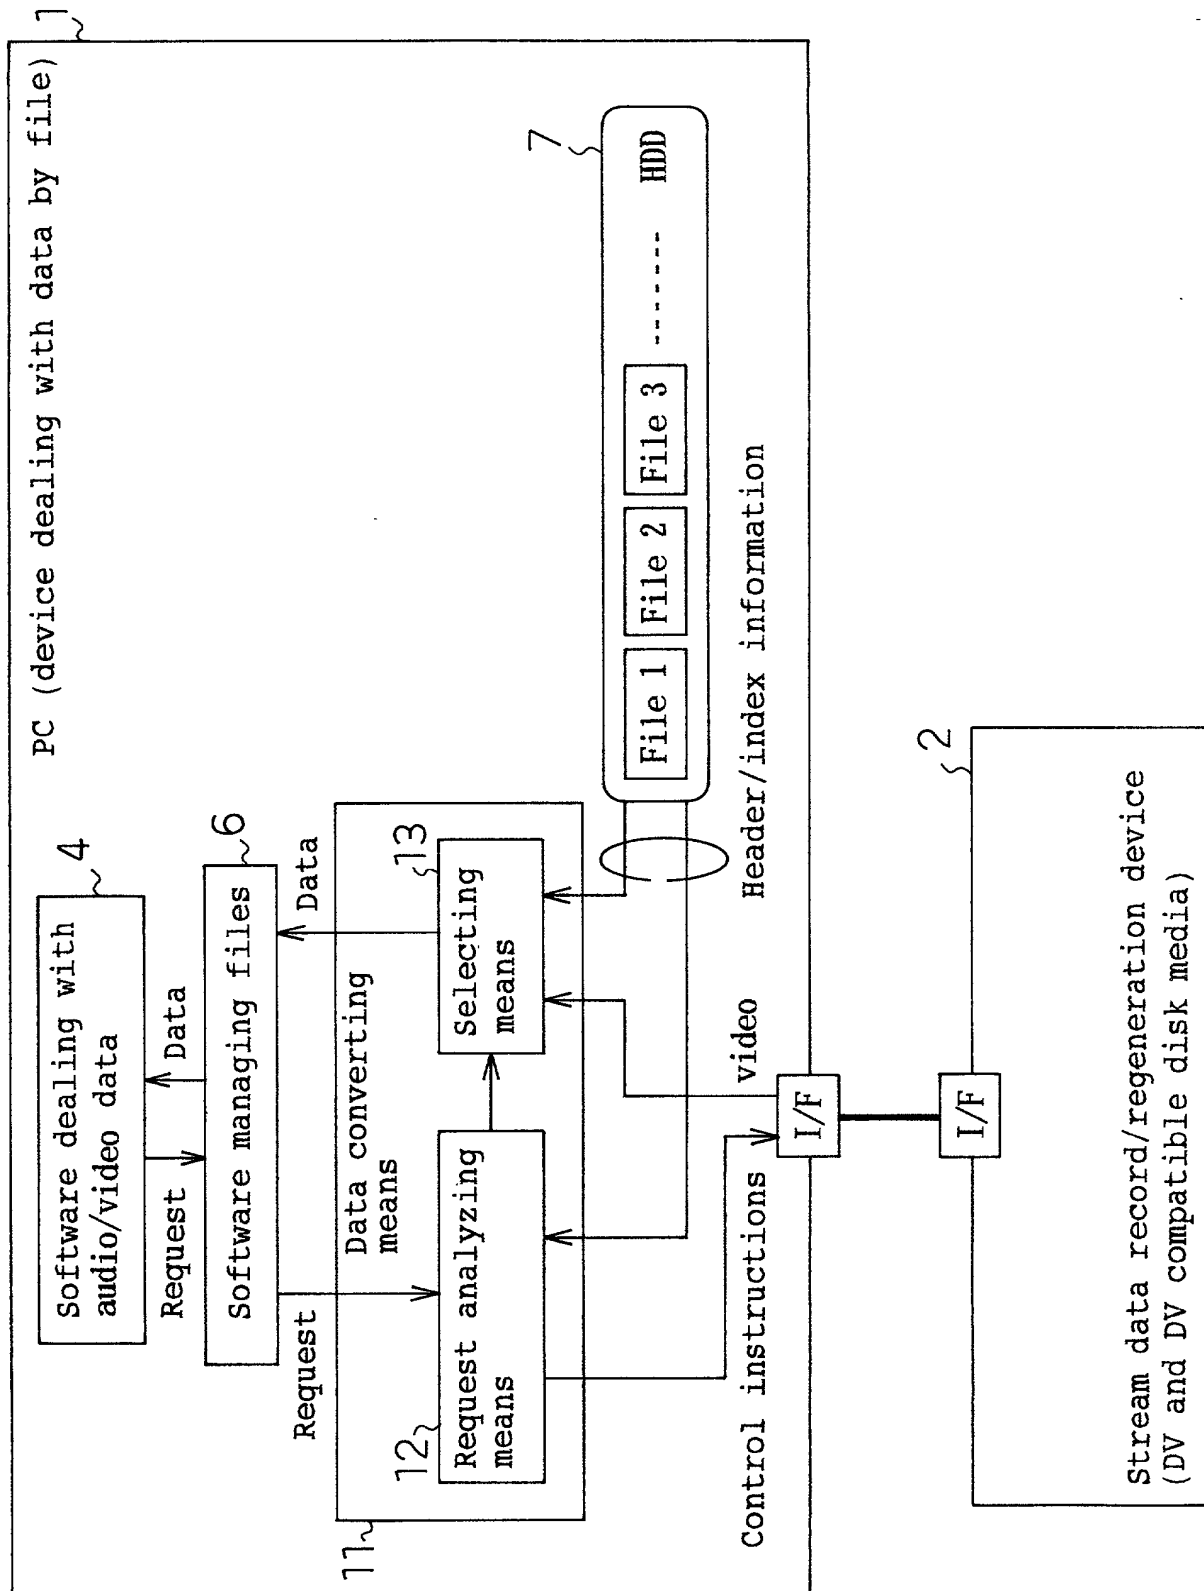 1
PC (device dealing with data by file)
4
Software dealing with
audio/video data
Request
Data
6
Software managing files
Request
Data
11
Data converting
means
12
Request analyzing
means
13
Selecting
means
7
File 1
File 2
File 3
-------
HDD
Header/index information
Control instructions
video
I/F
I/F
2
Stream data record/regeneration device
(DV and DV compatible disk media)